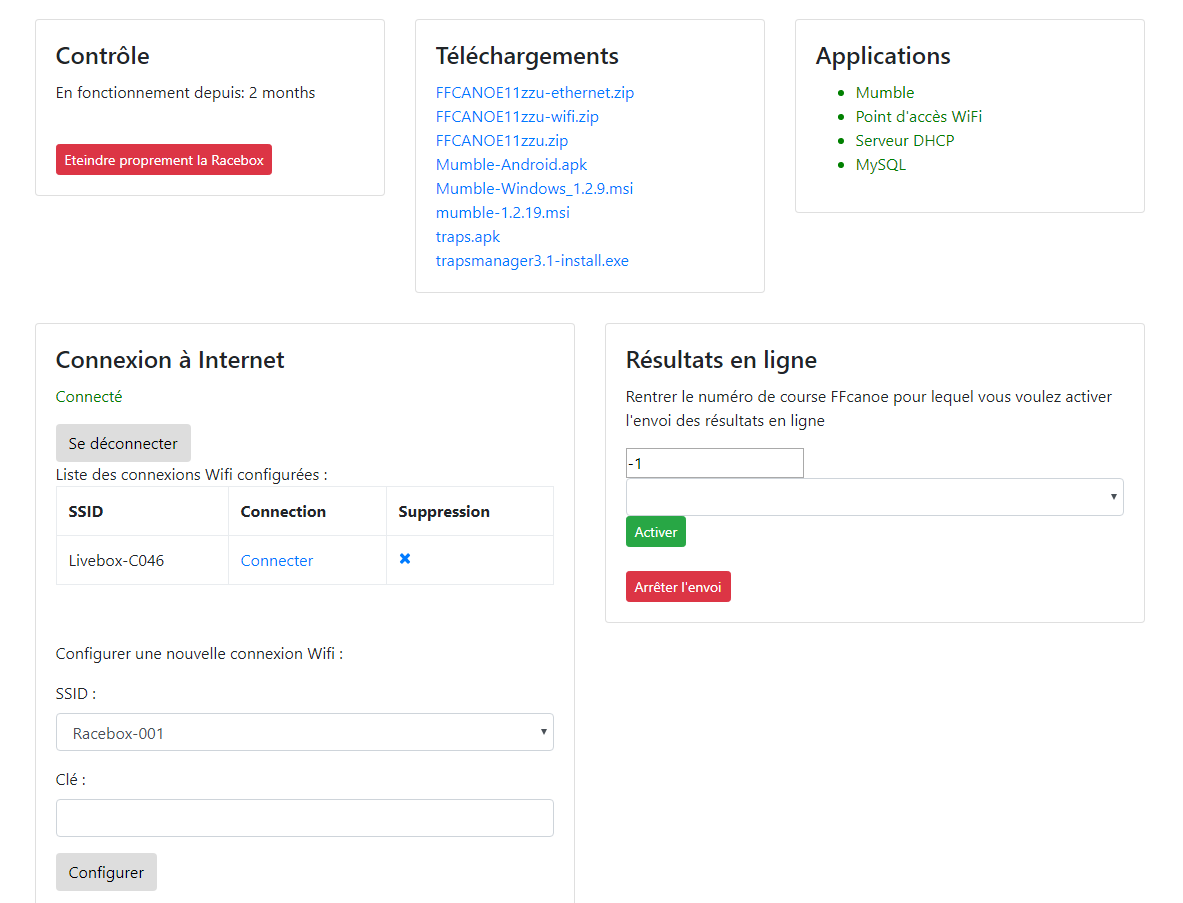 Contrôle
En fonctionnement depuis: 2 months
Eteindre proprement la Racebox
Téléchargements
FFCANOE11zzu-ethernet.zip
FFCANOE11zzu-wifi.zip
FFCANOE11zzu.zip
Mumble-Android.apk
Mumble-Windows_1.2.9.msi
mumble-1.2.19.msi
traps.apk
trapsmanager3.1-install.exe
Applications
Mumble
Point d'accès WiFi
Serveur DHCP
MySQL
Connexion à Internet
Connecté
Se déconnecter
Liste des connexions Wifi configurées :
SSID Connection Suppression
Livebox-C046 Connecter
Configurer une nouvelle connexion Wifi :
SSID :
Racebox-001
Clé :
Configurer
Résultats en ligne
Rentrer le numéro de course FFcanoe pour lequel vous voulez activer
l'envoi des résultats en ligne
-1
Activer
Arrêter l'envoi